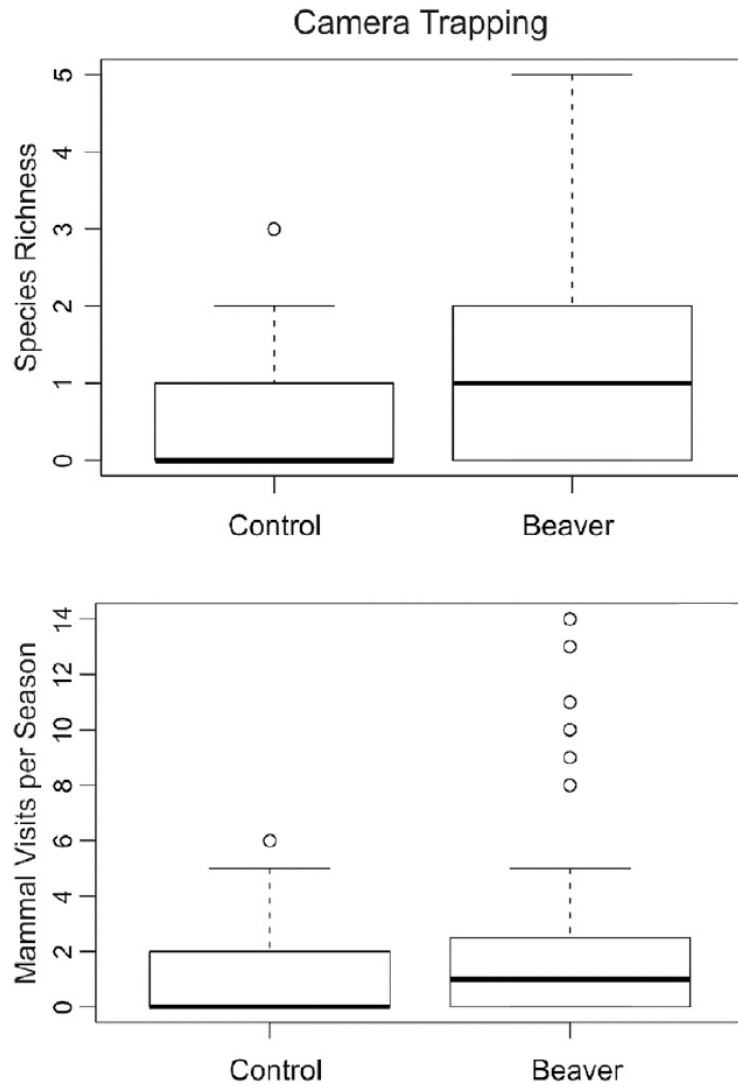 Camera Trapping
Species Richness
5
4
3
2
1
0
Control Beaver
Mammal Visits per Season
14
12
10
8
6
4
2
0
Control Beaver